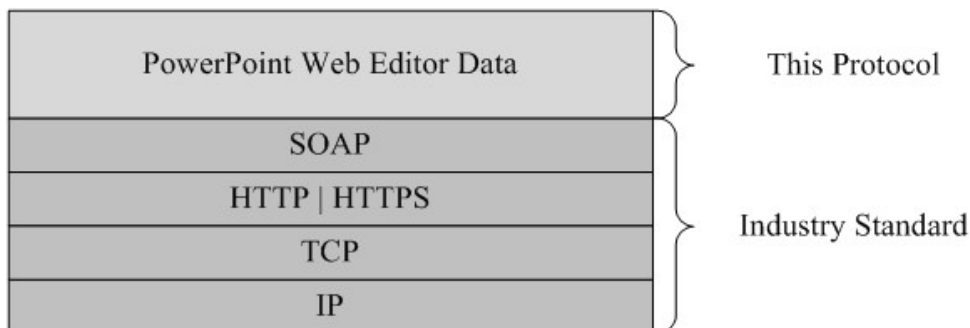 PowerPoint Web Editor Data
This Protocol
SOAP
HTTP | HTTPS
TCP
IP
Industry Standard